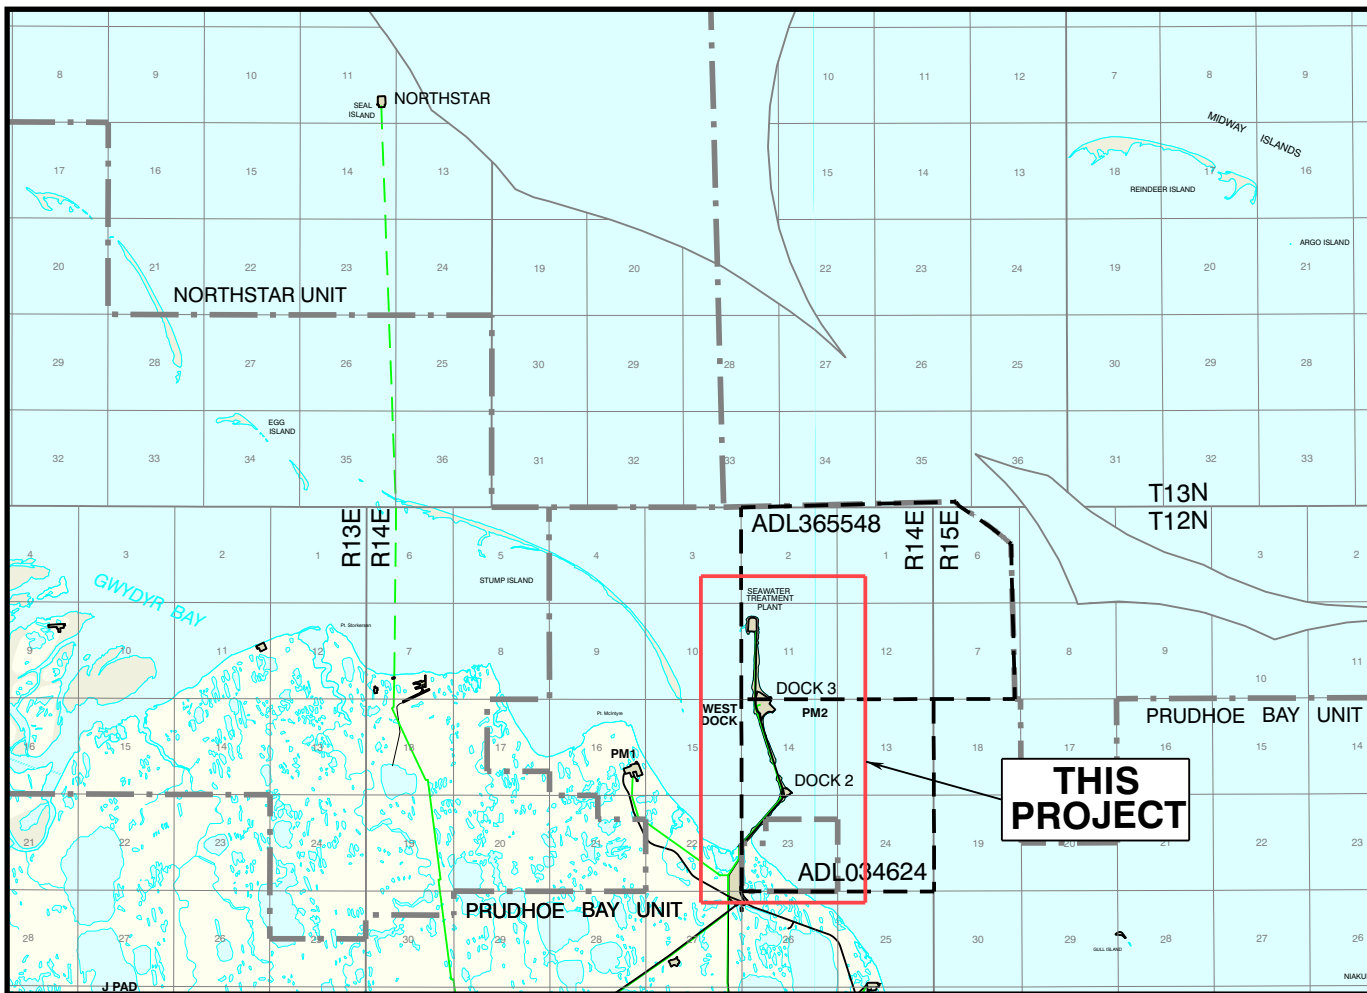 8 9 10 11 10 11 12 7 8 9
SEAL
ISLAND
NORTHSTAR
MIDWAY ISLANDS
17 16 15 14 13 15 14 13 18 17 16
REINDEER ISLAND
ARGO ISLAND
20 21 22 23 24 19 20 22 23 24 19 20 21
NORTHSTAR UNIT
29 28 27 26 25 30 29 28 27 26 25 30 29 28
EGG
ISLAND
32 33 34 35 36 31 32 33 34 35 36 31 32 33
T13N
T12N
ADL365548
R13E
R14E
R14E
R15E
4 3 2 1 6 5 4 3 2 1 6 3 2
GWYDYR BAY
STUMP ISLAND
SEAWATER
TREATMENT
PLANT
Pt. Storkersen
9 10 11 12 7 8 9 10 11 12 7 8 9 10 11
DOCK 3
WEST
DOCK
PM2
Pt. McIntyre
PRUDHOE BAY UNIT
16 15 14 13 18 17 16 15 14 13 18 17 16 15 14
PM1
DOCK 2
THIS
PROJECT
21 22 23 24 19 20 21 22 23 24 19 20 22 23
ADL034624
PRUDHOE BAY UNIT
28 27 26 30 29 28 27 26 25 30 29 28 27 26
GULL ISLAND
J PAD
NIAKU